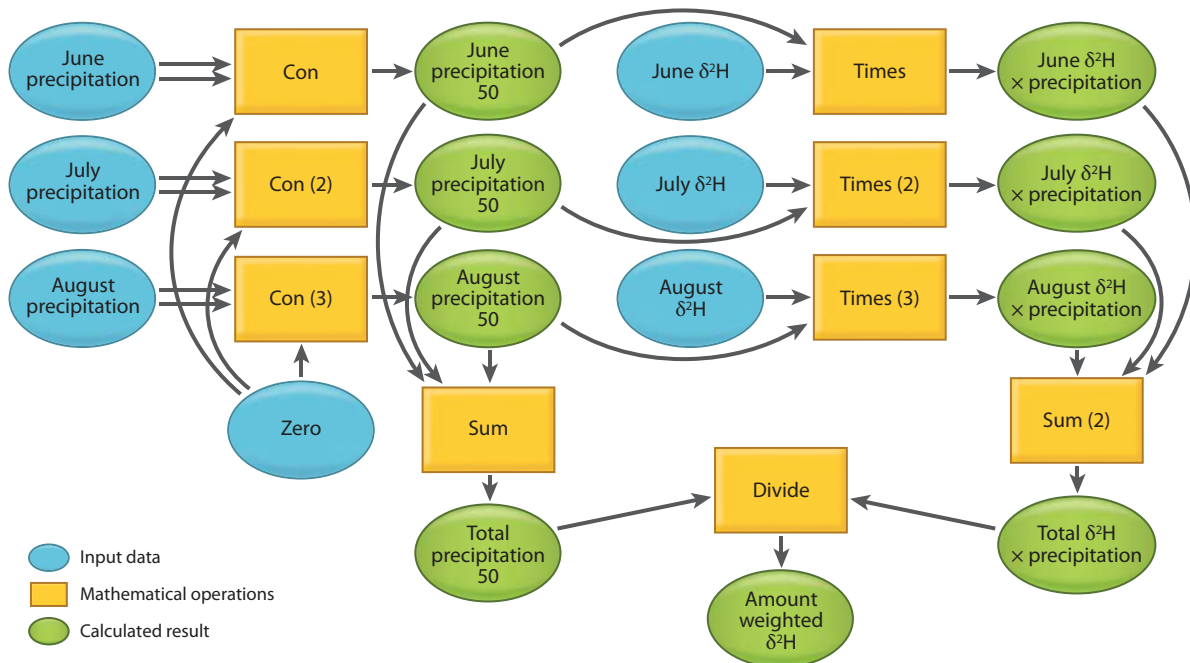 June
precipitation
Con
June
precipitation
50
June δ²H
Times
June δ²H
× precipitation
July
precipitation
Con (2)
July
precipitation
50
July δ²H
Times (2)
July δ²H
× precipitation
August
precipitation
Con (3)
August
precipitation
50
August
δ²H
Times (3)
August δ²H
× precipitation
Zero
Sum
Sum (2)
Divide
Total
precipitation
50
Total δ²H
× precipitation
Amount
weighted
δ²H
Input data
Mathematical operations
Calculated result